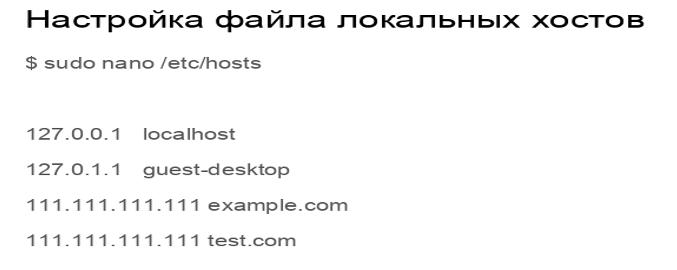 Настройка файла локальных хостов
$ sudo nano /etc/hosts
127.0.0.1 localhost
127.0.1.1 guest-desktop
111.111.111.111 example.com
111.111.111.111 test.com